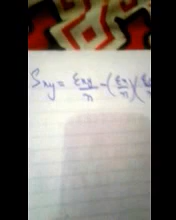 Sxy = Σxy/n - (Σx/n)(Σ